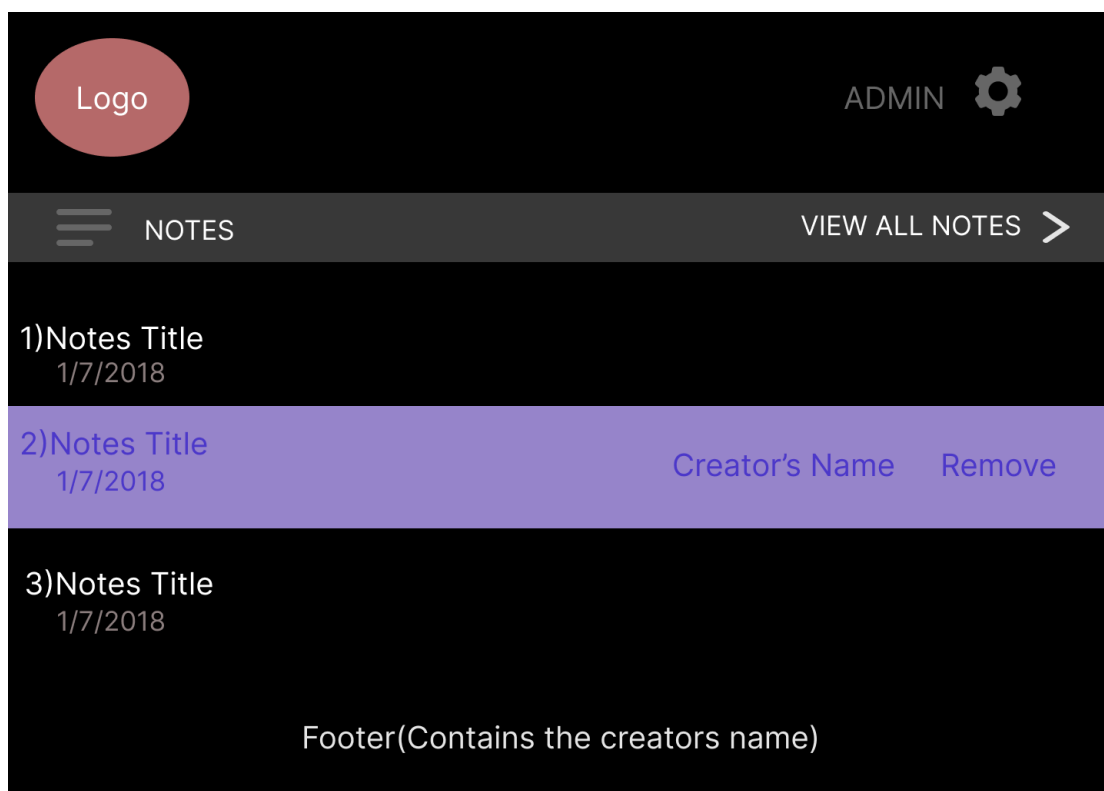 Logo
ADMIN
NOTES
VIEW ALL NOTES
1)Notes Title
1/7/2018
2)Notes Title
1/7/2018
Creator’s Name
Remove
3)Notes Title
1/7/2018
Footer(Contains the creators name)